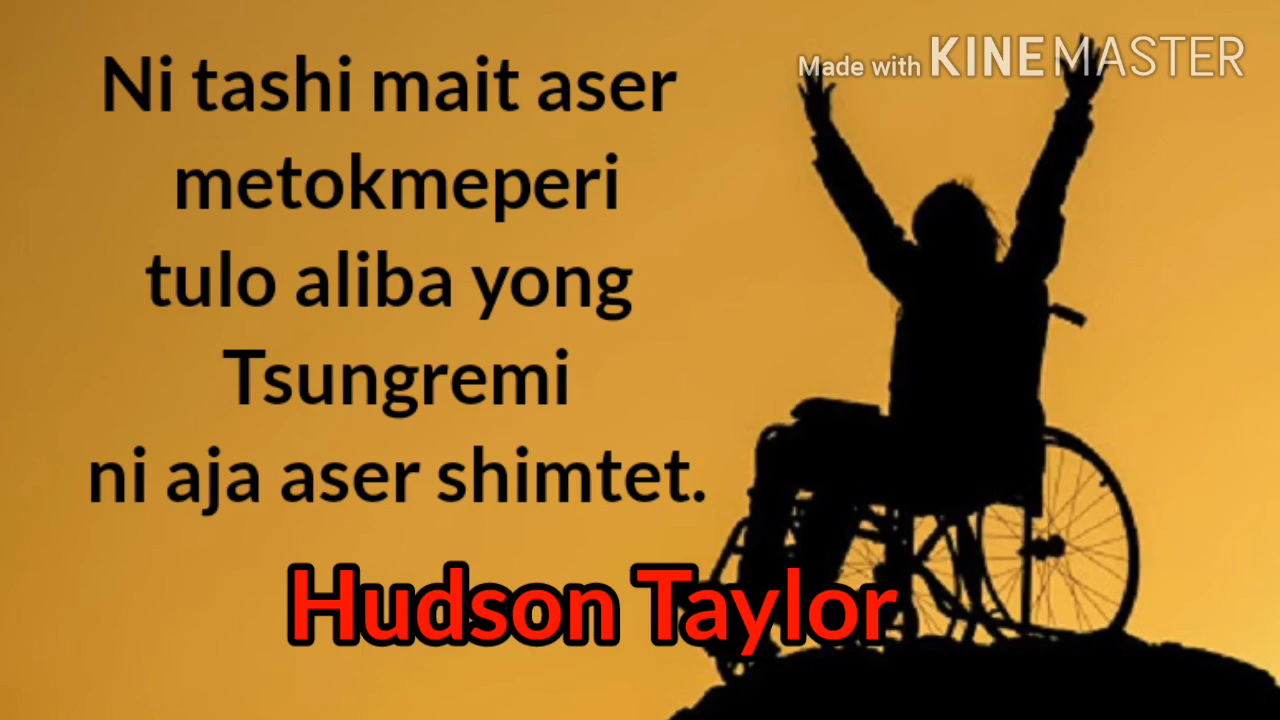 Made with KINEMASTER
Ni tashi mait aser
metokmeperi
tulo aliba yong
Tsungremi
ni aja aser shimtet.
Hudson Taylor